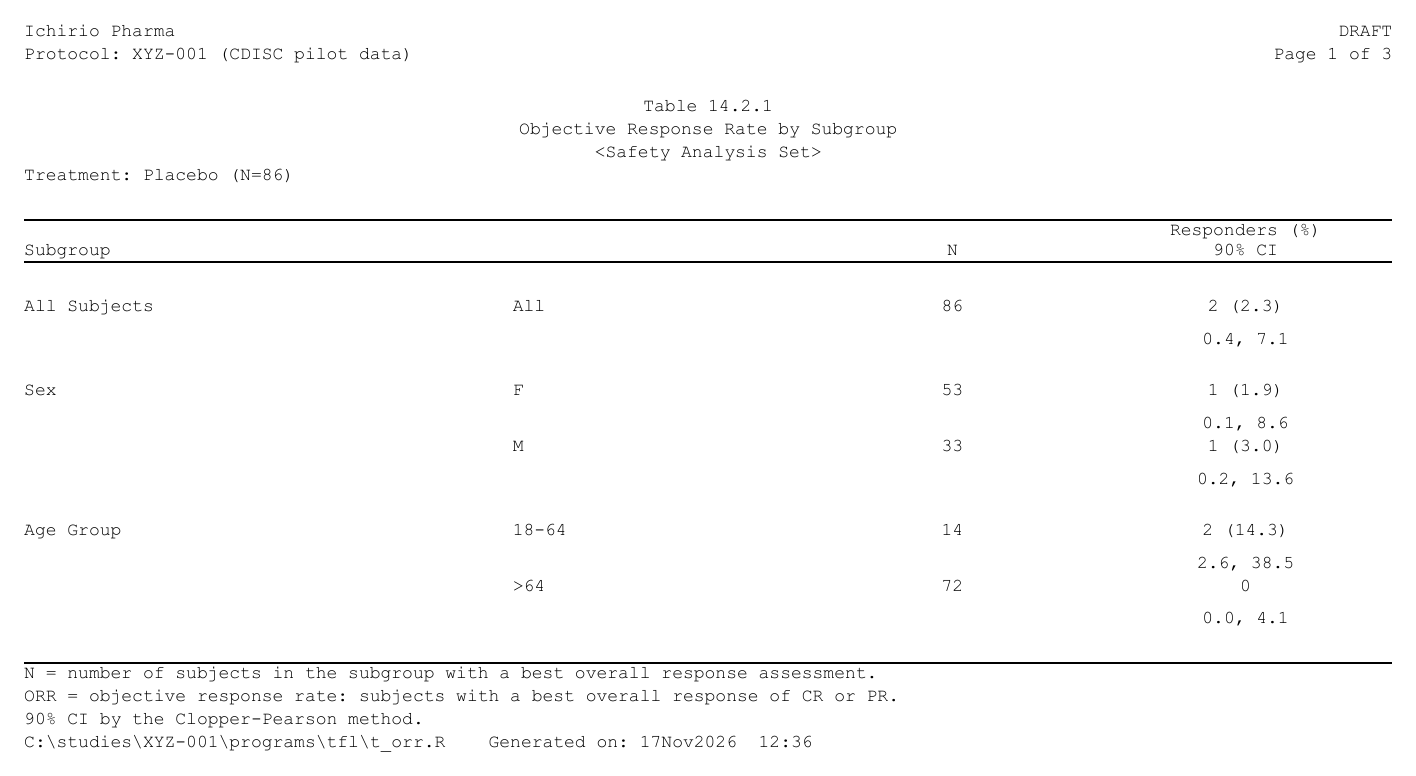 Ichirio Pharma DRAFT
Protocol: XYZ-001 (CDISC pilot data) Page 1 of 3
Table 14.2.1
Objective Response Rate by Subgroup
<Safety Analysis Set>
Treatment: Placebo (N=86)
Responders (%)
Subgroup N 90% CI
All Subjects All 86 2 (2.3)
0.4, 7.1
Sex F 53 1 (1.9)
0.1, 8.6
M 33 1 (3.0)
0.2, 13.6
Age Group 18-64 14 2 (14.3)
2.6, 38.5
>64 72 0
0.0, 4.1
N = number of subjects in the subgroup with a best overall response assessment.
ORR = objective response rate: subjects with a best overall response of CR or PR.
90% CI by the Clopper-Pearson method.
C:\studies\XYZ-001\programs\tfl\t_orr.R Generated on: 17Nov2026 12:36